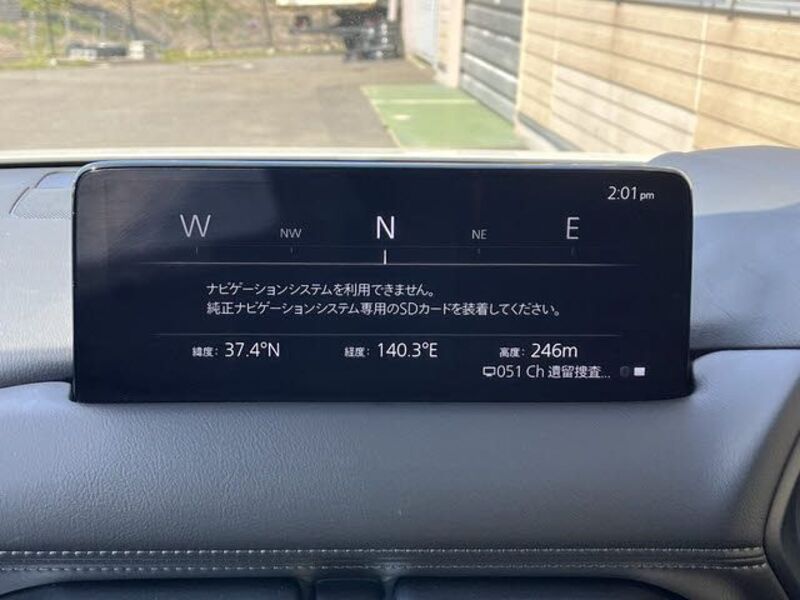 2:01pm
W NW N NE E
ナビゲーションシステムを利用できません。
純正ナビゲーションシステム専用のSDカードを装着してください。
緯度: 37.4°N 経度: 140.3°E 高度: 246m
051 Ch 遺留捜査...